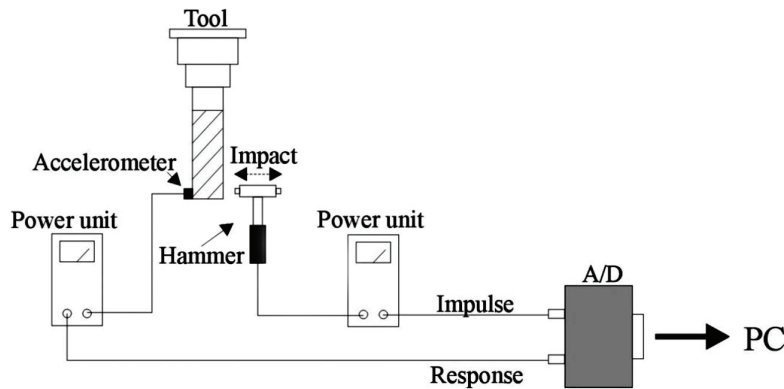 Tool
Accelerometer
Impact
Power unit
Power unit
Hammer
A/D
Impulse
PC
Response